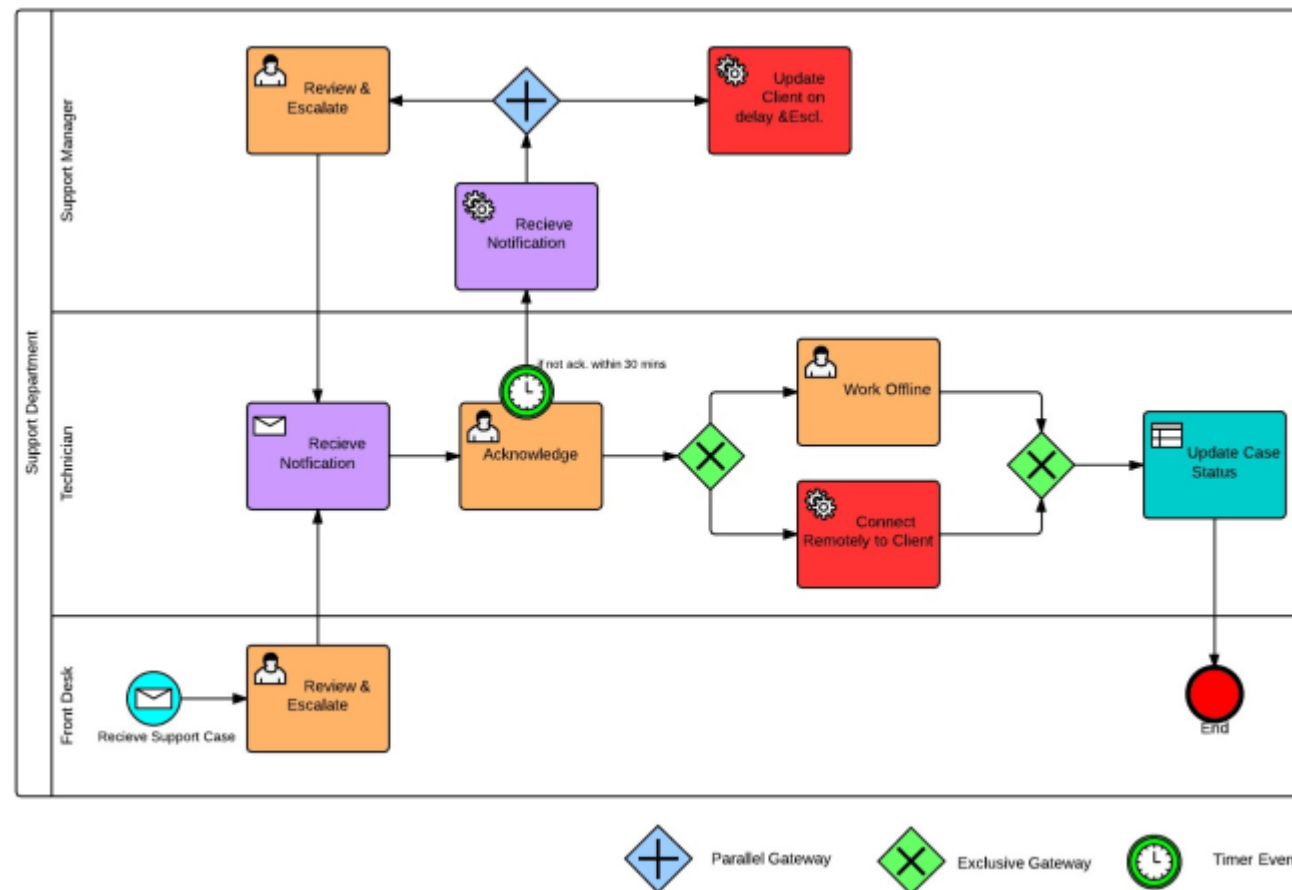 Support Department
Support Manager
Review &
Escalate
Update
Client on
delay &Escl.
Recieve
Notification
Technician
if not ack. within 30 mins
Recieve
Notfication
Acknowledge
Work Offline
Connect
Remotely to Client
Update Case
Status
Front Desk
Recieve Support Case
Review &
Escalate
End
Parallel Gateway
Exclusive Gateway
Timer Even